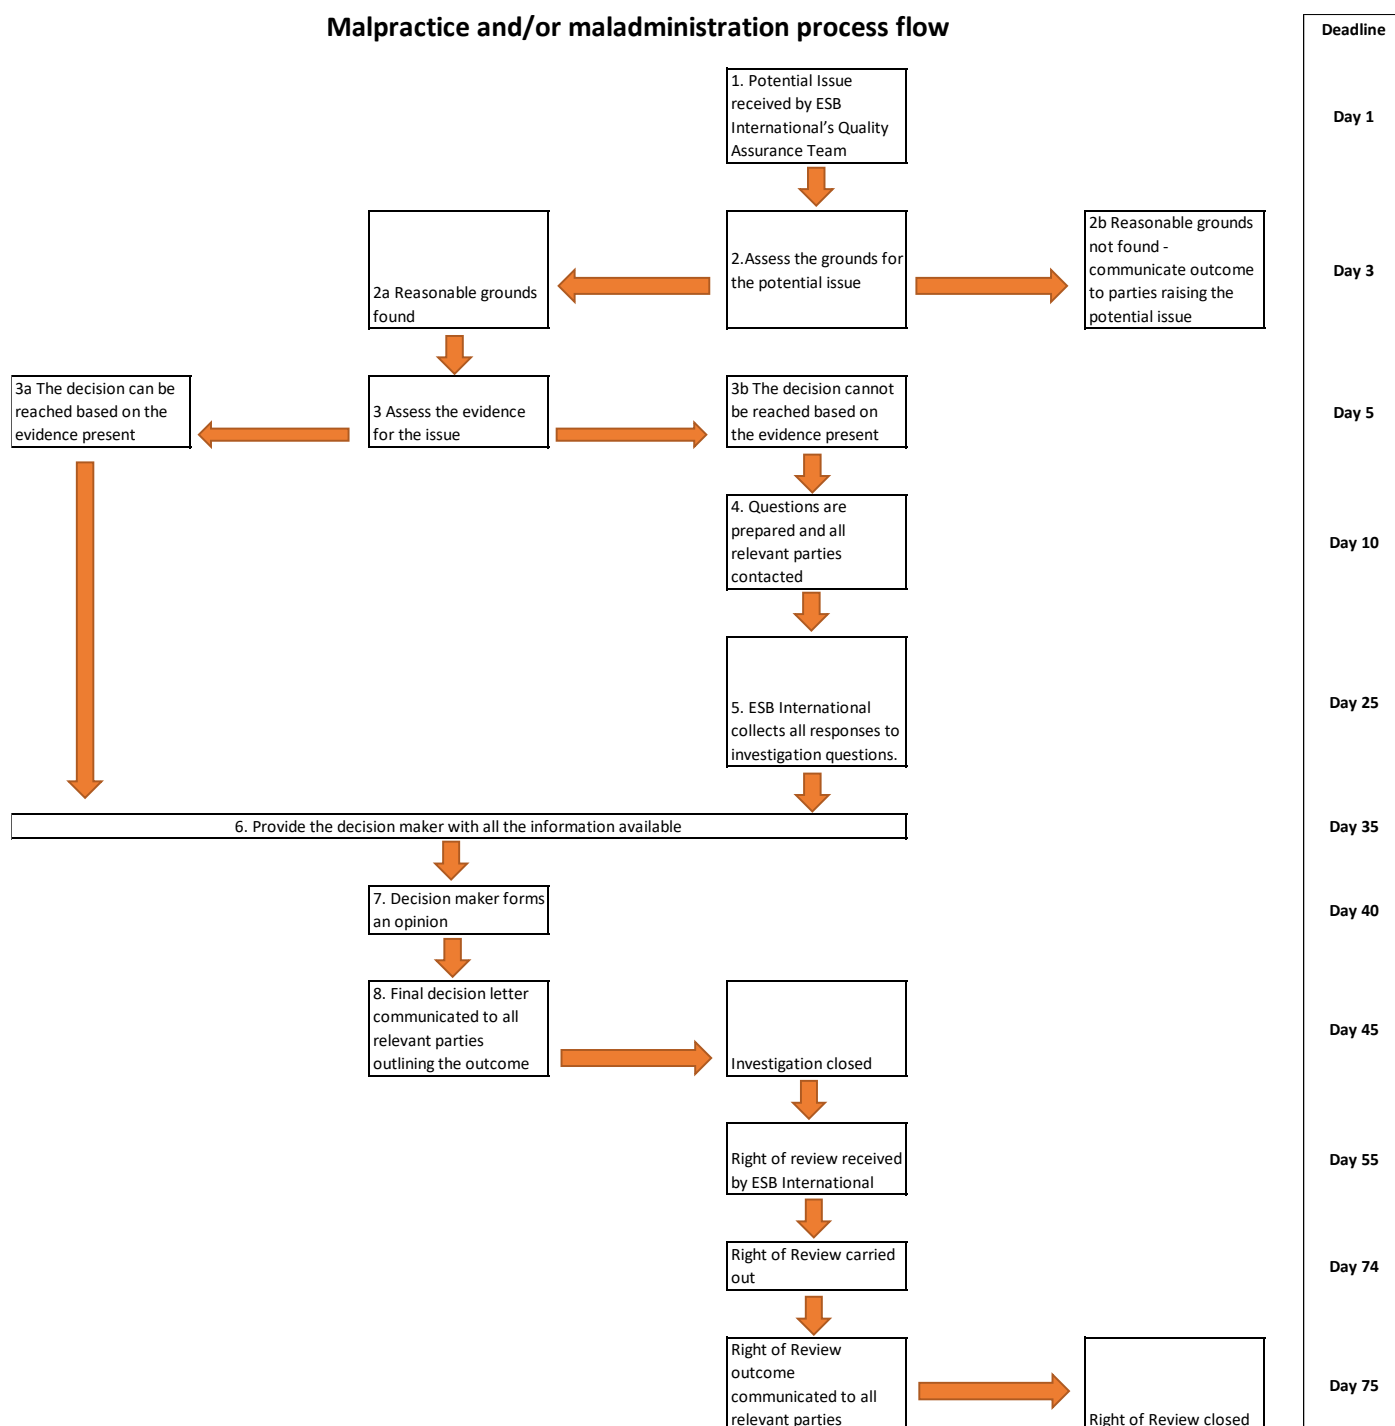 Malpractice and/or maladministration process flow
Deadline
1. Potential Issue
received by ESB
International's Quality
Assurance Team
Day 1
2a Reasonable grounds
found
2.Assess the grounds for
the potential issue
2b Reasonable grounds
not found -
communicate outcome
to parties raising the
potential issue
Day 3
3a The decision can be
reached based on the
evidence present
3 Assess the evidence
for the issue
3b The decision cannot
be reached based on
the evidence present
Day 5
4. Questions are
prepared and all
relevant parties
contacted
Day 10
5. ESB International
collects all responses to
investigation questions.
Day 25
6. Provide the decision maker with all the information available
Day 35
7. Decision maker forms
an opinion
Day 40
8. Final decision letter
communicated to all
relevant parties
outlining the outcome
Investigation closed
Day 45
Right of review received
by ESB International
Day 55
Right of Review carried
out
Day 74
Right of Review
outcome
communicated to all
relevant parties
Right of Review closed
Day 75